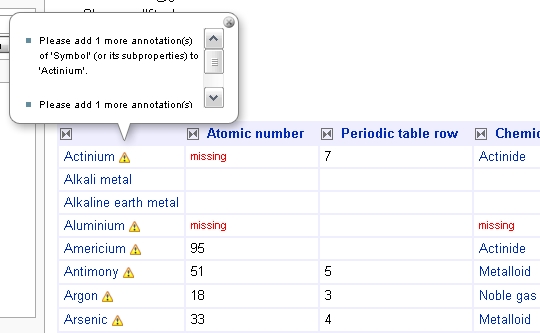 Please add 1 more annotation(s)
of 'Symbol' (or its subproperties) to
'Actinium'.
Please add 1 more annotation(s)
Atomic number Periodic table row Chemic
Actinium missing 7 Actinide
Alkali metal
Alkaline earth metal
Aluminium missing missing
Americium 95 Actinide
Antimony 51 5 Metalloid
Argon 18 3 Noble gas
Arsenic 33 4 Metalloid